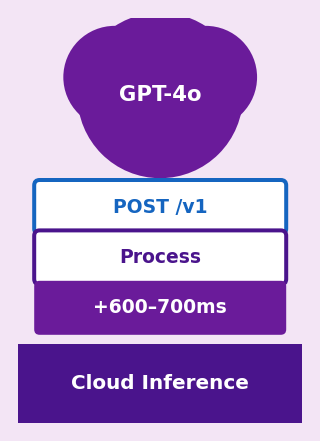 GPT-4o
POST /v1
Process
+600–700ms
Cloud Inference